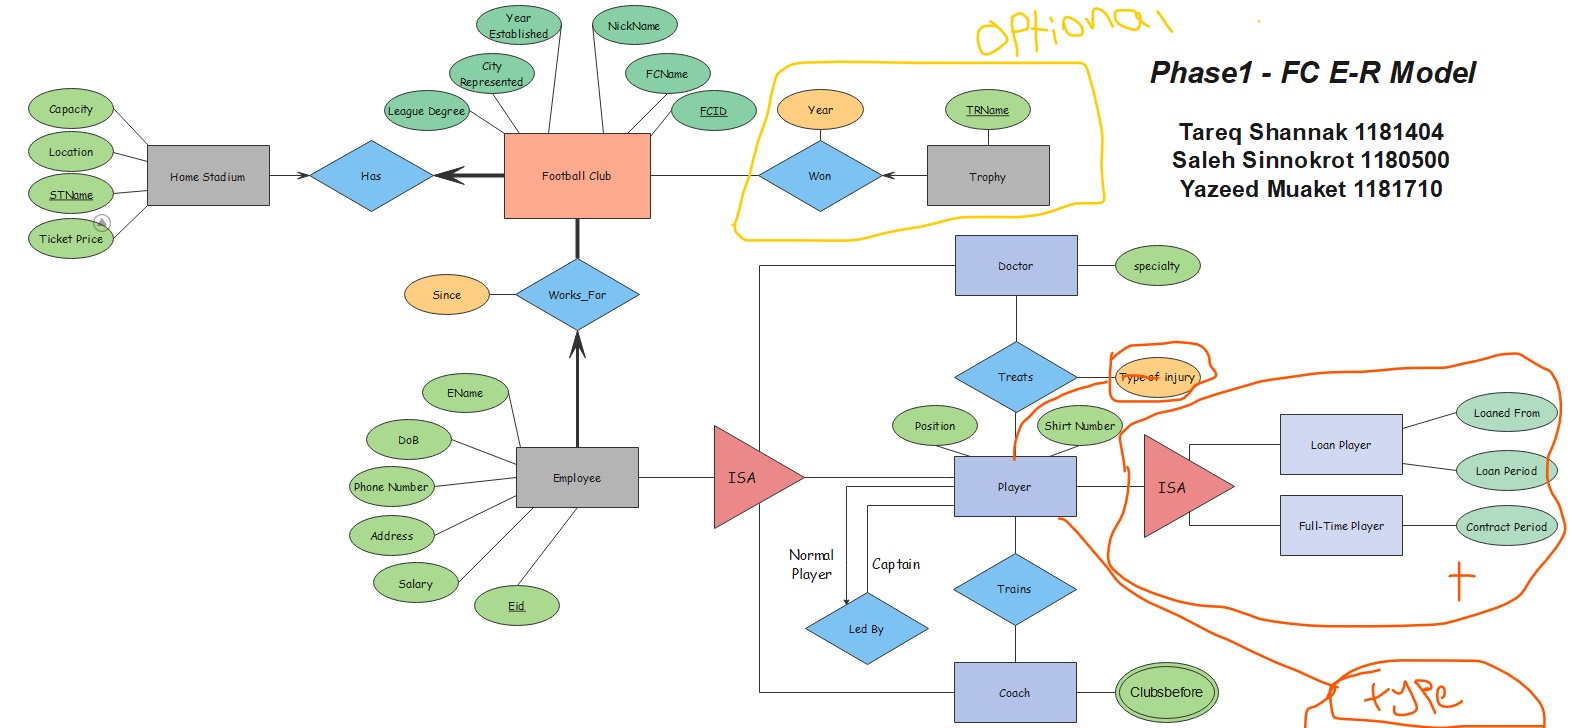 Optional
Phase1 - FC E-R Model
Tareq Shannak 1181404
Saleh Sinnokrot 1180500
Yazeed Muaket 1181710
Year
Established
NickName
City
Represented
FCName
League Degree
FCID
Capacity
Location
STName
Ticket Price
Home Stadium
Has
Football Club
Year
Won
TRName
Trophy
Since
Works_For
Doctor
specialty
Treats
Type of injury
EName
DoB
Phone Number
Address
Salary
Eid
Employee
ISA
Position
Shirt Number
Player
ISA
Loan Player
Loaned From
Loan Period
Full-Time Player
Contract Period
Normal
Player
Captain
Led By
Trains
Coach
Clubsbefore
type